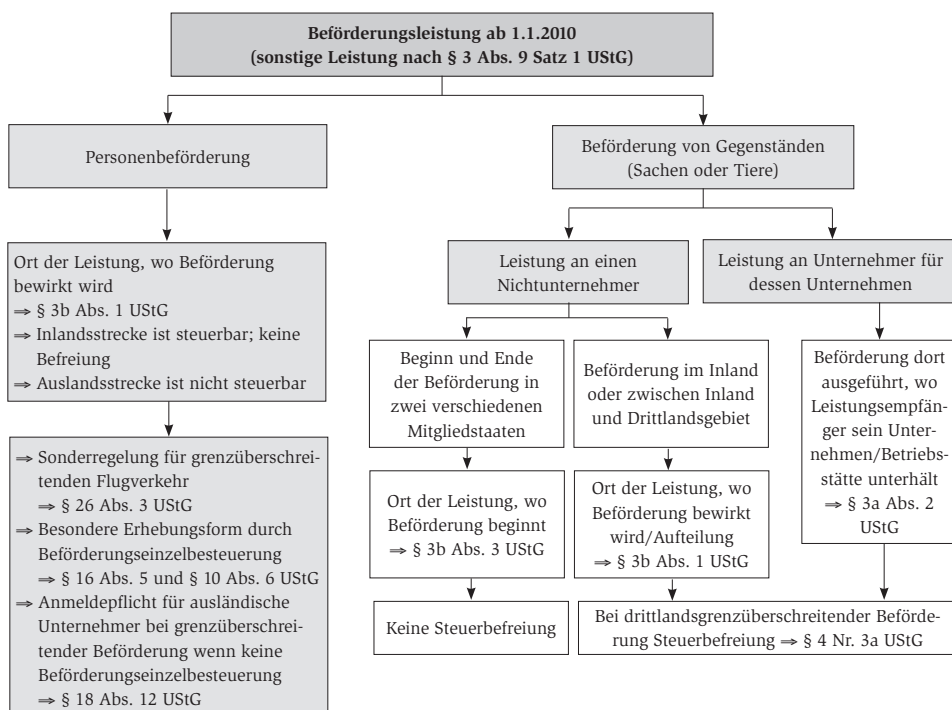 Beförderungsleistung ab 1.1.2010
(sonstige Leistung nach § 3 Abs. 9 Satz 1 UStG)
Personenbeförderung
Beförderung von Gegenständen
(Sachen oder Tiere)
Ort der Leistung, wo Beförderung
bewirkt wird
⇒ § 3b Abs. 1 UStG
⇒ Inlandsstrecke ist steuerbar; keine
Befreiung
⇒ Auslandsstrecke ist nicht steuerbar
Leistung an einen
Nichtunternehmer
Leistung an Unternehmer für
dessen Unternehmen
Beginn und Ende
der Beförderung in
zwei verschiedenen
Mitgliedstaaten
Beförderung im Inland
oder zwischen Inland
und Drittlandsgebiet
Beförderung dort
ausgeführt, wo
Leistungsempfän-
ger sein Unter-
nehmen/Betriebs-
stätte unterhält
⇒ § 3a Abs. 2
UStG
⇒ Sonderregelung für grenzüberschrei-
tenden Flugverkehr
⇒ § 26 Abs. 3 UStG
⇒ Besondere Erhebungsform durch
Beförderungseinzelbesteuerung
⇒ § 16 Abs. 5 und § 10 Abs. 6 UStG
⇒ Anmeldepflicht für ausländische
Unternehmer bei grenzüberschrei-
tender Beförderung wenn keine
Beförderungseinzelbesteuerung
⇒ § 18 Abs. 12 UStG
Ort der Leistung, wo
Beförderung beginnt
⇒ § 3b Abs. 3 UStG
Ort der Leistung, wo
Beförderung bewirkt
wird/Aufteilung
⇒ § 3b Abs. 1 UStG
Keine Steuerbefreiung
Bei drittlandsgrenzüberschreitender Beförde-
rung Steuerbefreiung ⇒ § 4 Nr. 3a UStG